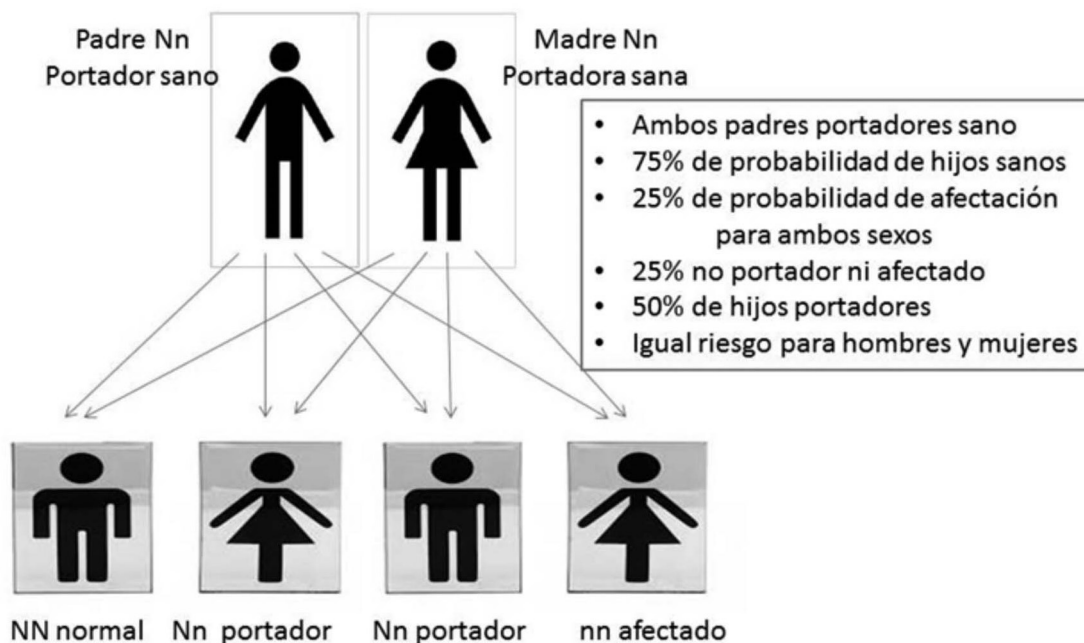 Padre Nn
Portador sano
Madre Nn
Portadora sana
• Ambos padres portadores sano
• 75% de probabilidad de hijos sanos
• 25% de probabilidad de afectación
para ambos sexos
• 25% no portador ni afectado
• 50% de hijos portadores
• Igual riesgo para hombres y mujeres
NN normal
Nn portador
Nn portador
nn afectado